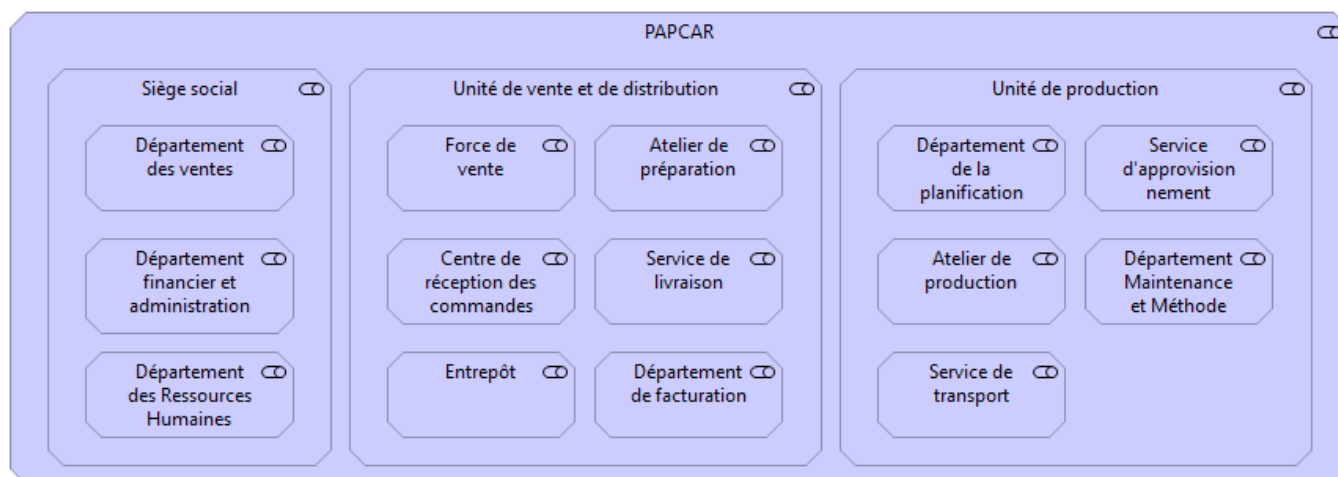 PAPCAR
Siège social
Département
des ventes
Département
financier et
administration
Département
des Ressources
Humaines
Unité de vente et de distribution
Force de
vente
Atelier de
préparation
Centre de
réception des
commandes
Service de
livraison
Entrepôt
Département
de facturation
Unité de production
Département
de la
planification
Service
d'approvision
nement
Atelier de
production
Département
Maintenance
et Méthode
Service de
transport